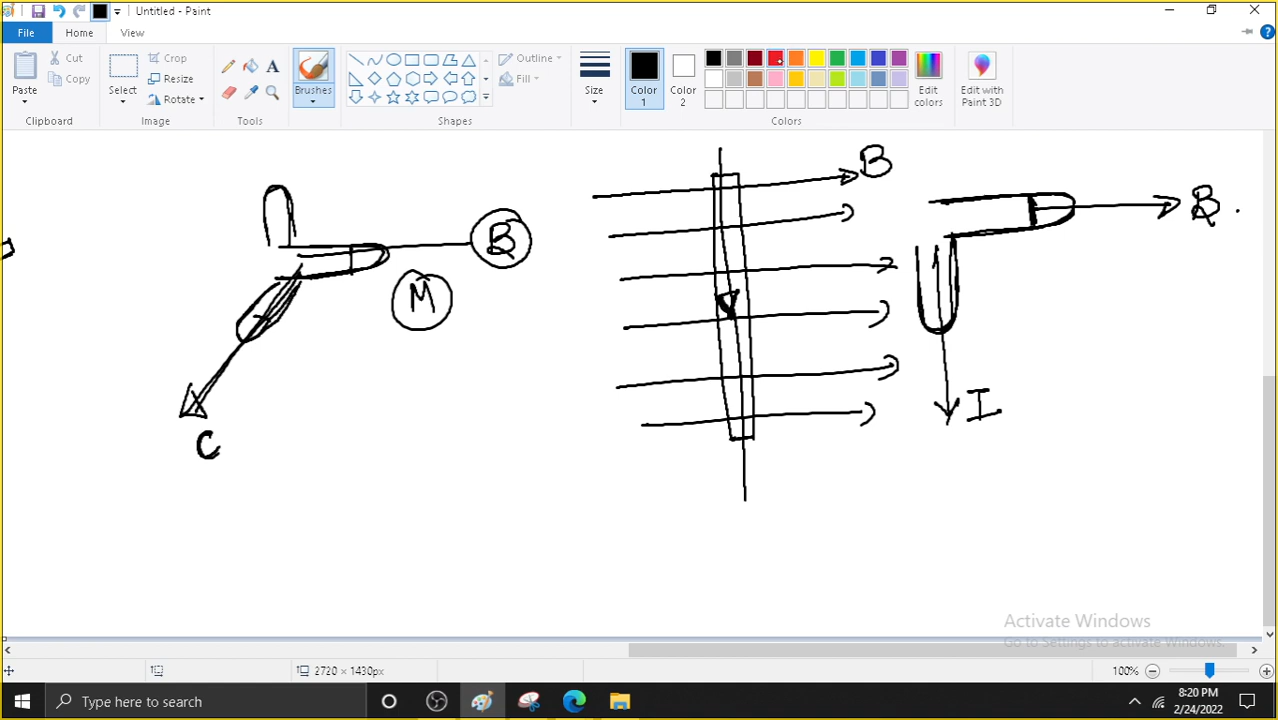 Untitled - Paint
File Home View
Paste
Cut
Copy
Clipboard
Select
Crop
Resize
Rotate
Image
A
Tools
Brushes
Shapes
Outline
Fill
Size
Color 1
Color 2
Colors
Edit colors
Edit with Paint 3D
B
M
C
B
B.
I
Activate Windows
Go to Settings to activate Windows.
2720 × 1430px
100%
Type here to search
8:20 PM
2/24/2022